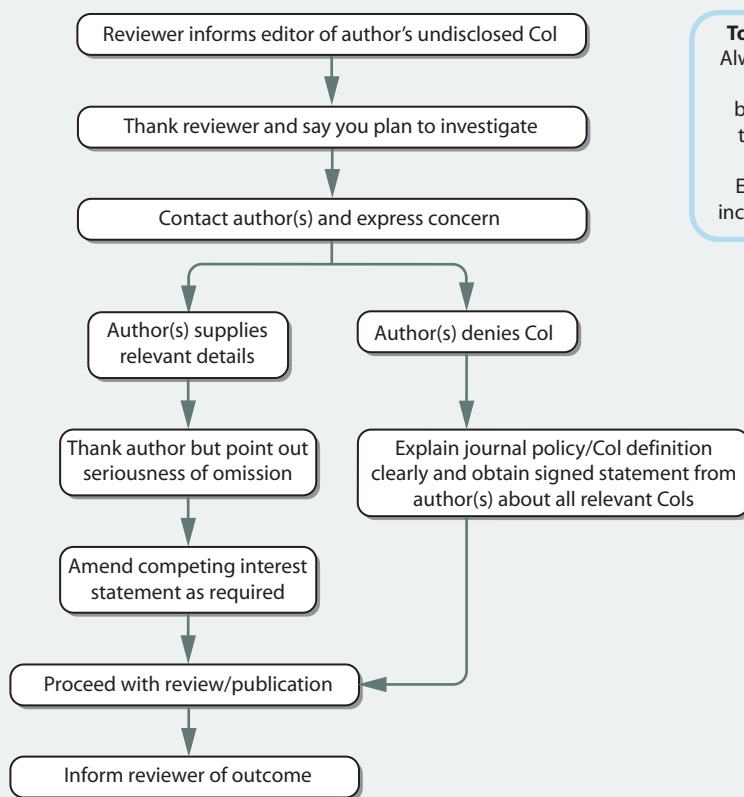 Reviewer informs editor of author's undisclosed CoI
Thank reviewer and say you plan to investigate
Contact author(s) and express concern
Author(s) supplies
relevant details
Author(s) denies CoI
Thank author but point out
seriousness of omission
Explain journal policy/CoI definition
clearly and obtain signed statement from
author(s) about all relevant CoIs
Amend competing interest
statement as required
Proceed with review/publication
Inform reviewer of outcome